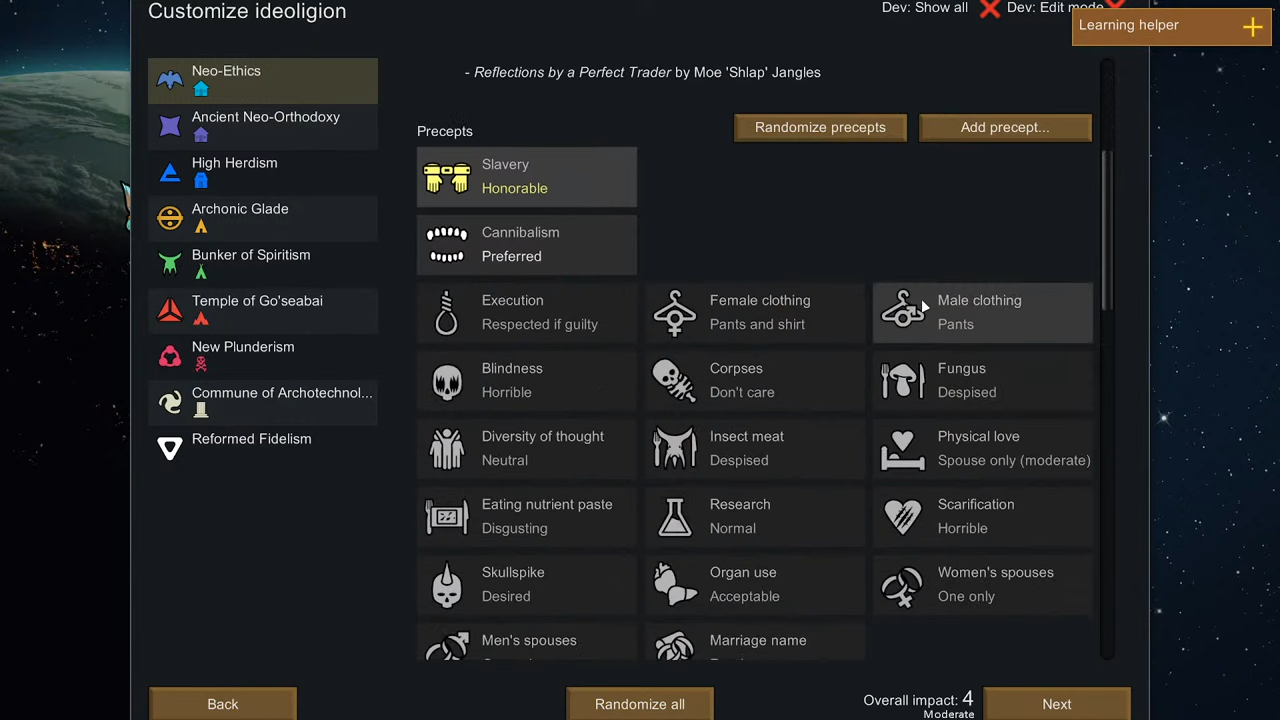 Customize ideoligion
Dev: Show all
Dev: Edit mode
Learning helper
Neo-Ethics
Ancient Neo-Orthodoxy
High Herdism
Archonic Glade
Bunker of Spiritism
Temple of Go'seabai
New Plunderism
Commune of Archotechnol...
Reformed Fidelism
- Reflections by a Perfect Trader by Moe 'Shlap' Jangles
Precepts
Randomize precepts
Add precept...
Slavery
Honorable
Cannibalism
Preferred
Execution
Respected if guilty
Female clothing
Pants and shirt
Male clothing
Pants
Blindness
Horrible
Corpses
Don't care
Fungus
Despised
Diversity of thought
Neutral
Insect meat
Despised
Physical love
Spouse only (moderate)
Eating nutrient paste
Disgusting
Research
Normal
Scarification
Horrible
Skullspike
Desired
Organ use
Acceptable
Women's spouses
One only
Men's spouses
Marriage name
Back
Randomize all
Overall impact: 4
Moderate
Next